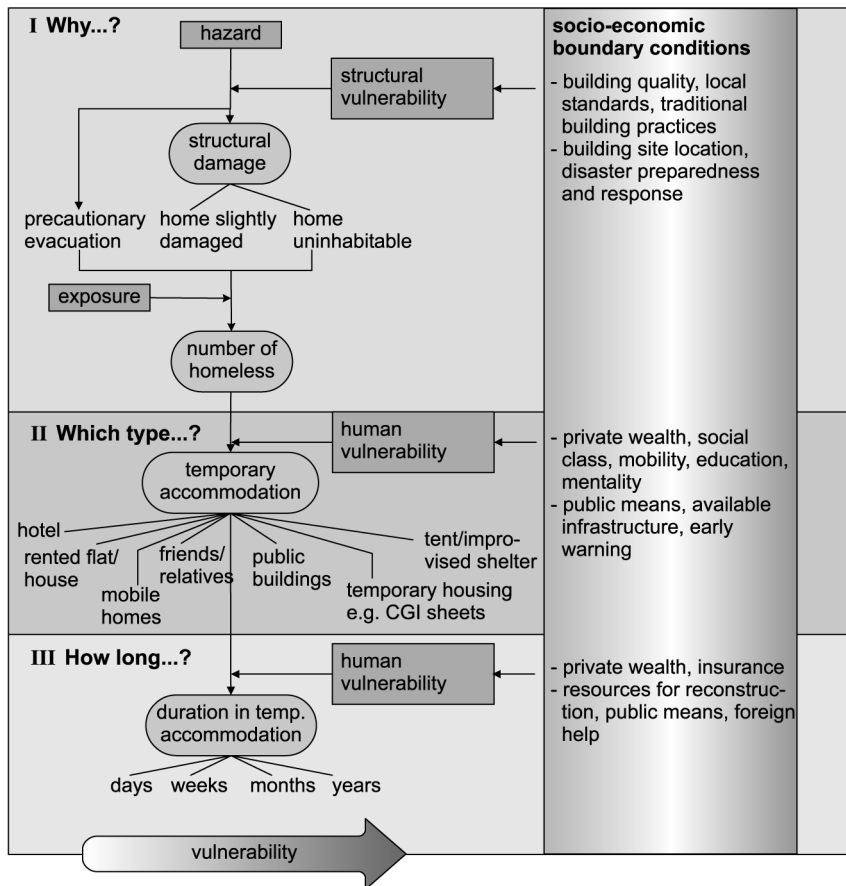 I Why...?
hazard
structural
vulnerability
structural
damage
precautionary
evacuation
home slightly
damaged
home
uninhabitable
exposure
number of
homeless
socio-economic
boundary conditions
- building quality, local
standards, traditional
building practices
- building site location,
disaster preparedness
and response
II Which type...?
human
vulnerability
temporary
accommodation
hotel
rented flat/
house
mobile
homes
friends/
relatives
public
buildings
temporary housing
e.g. CGI sheets
tent/impro-
vised shelter
- private wealth, social
class, mobility, education,
mentality
- public means, available
infrastructure, early
warning
III How long...?
human
vulnerability
duration in temp.
accommodation
days
weeks
months
years
- private wealth, insurance
- resources for reconstruc-
tion, public means, foreign
help
vulnerability